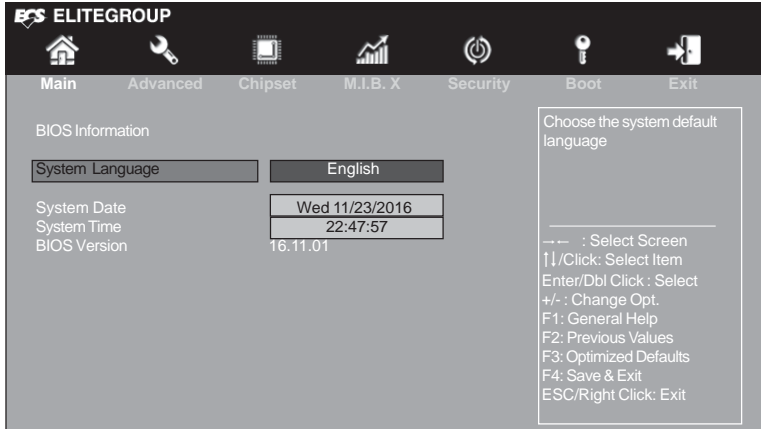 ECS ELITEGROUP
Main Advanced Chipset M.I.B. X Security Boot Exit
BIOS Information
System Language English
System Date Wed 11/23/2016
System Time 22:47:57
BIOS Version 16.11.01
Choose the system default
language
→← : Select Screen
↑↓/Click: Select Item
Enter/Dbl Click : Select
+/- : Change Opt.
F1: General Help
F2: Previous Values
F3: Optimized Defaults
F4: Save & Exit
ESC/Right Click: Exit